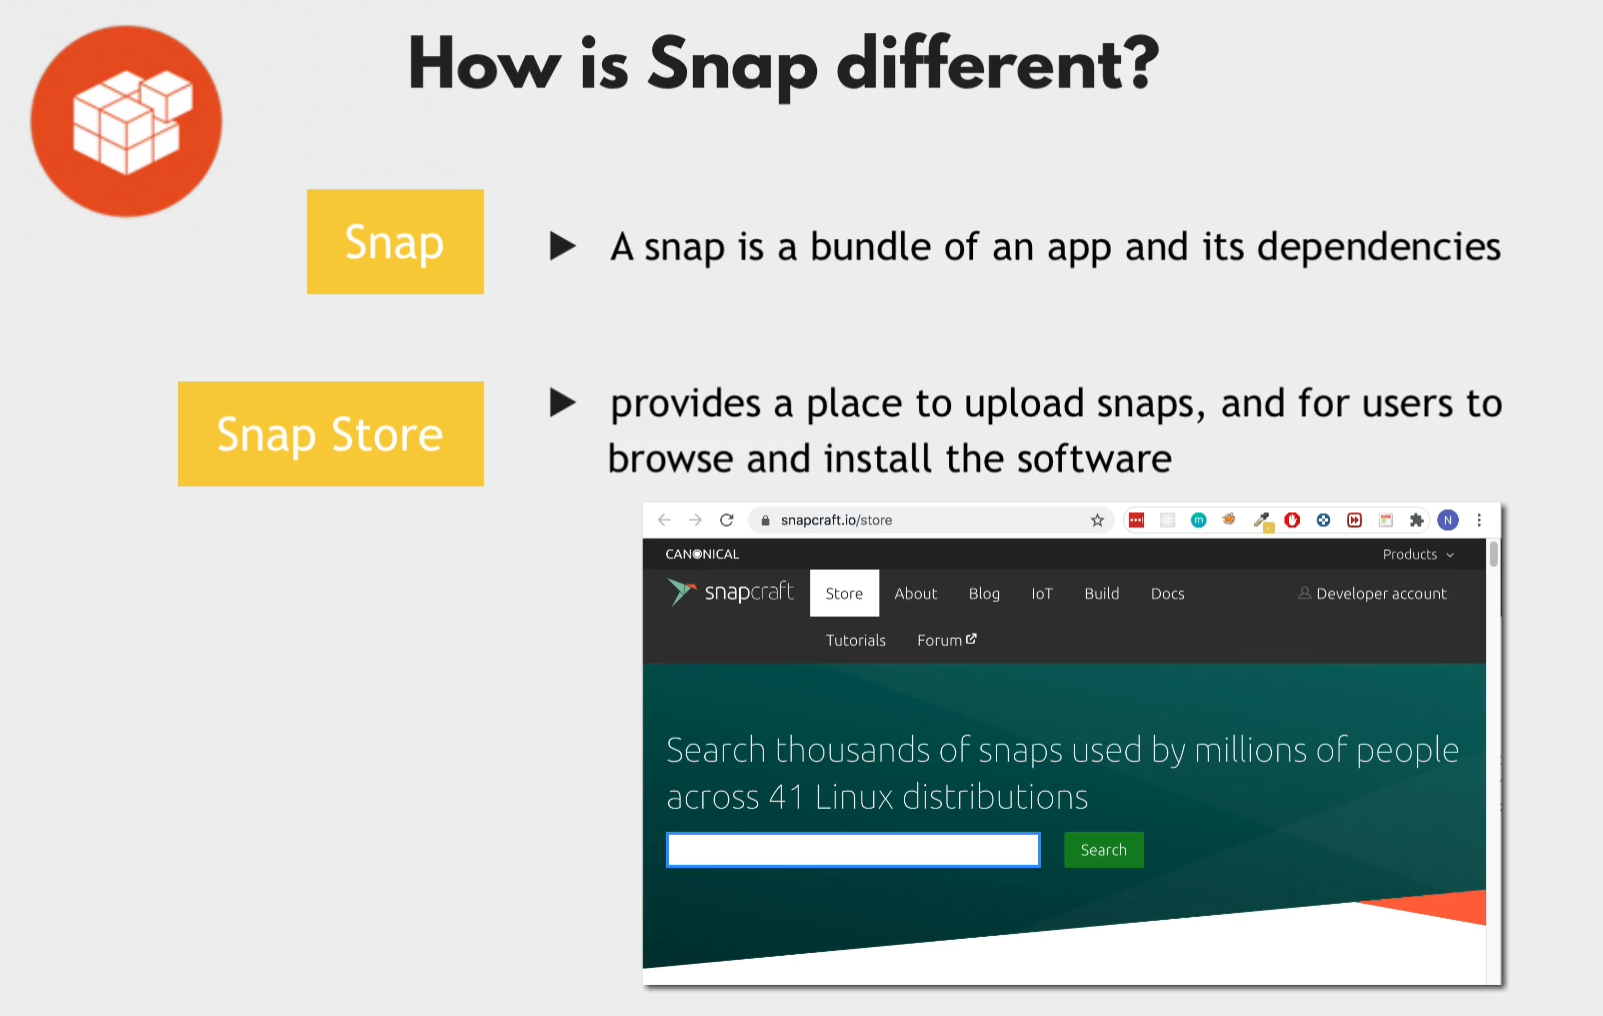 How is Snap different?
Snap
A snap is a bundle of an app and its dependencies
Snap Store
provides a place to upload snaps, and for users to
browse and install the software
snapcraft.io/store
m
N
CANONICAL
Products
snapcraft
Store About Blog IoT Build Docs
Developer account
Tutorials Forum
Search thousands of snaps used by millions of people
across 41 Linux distributions
Search